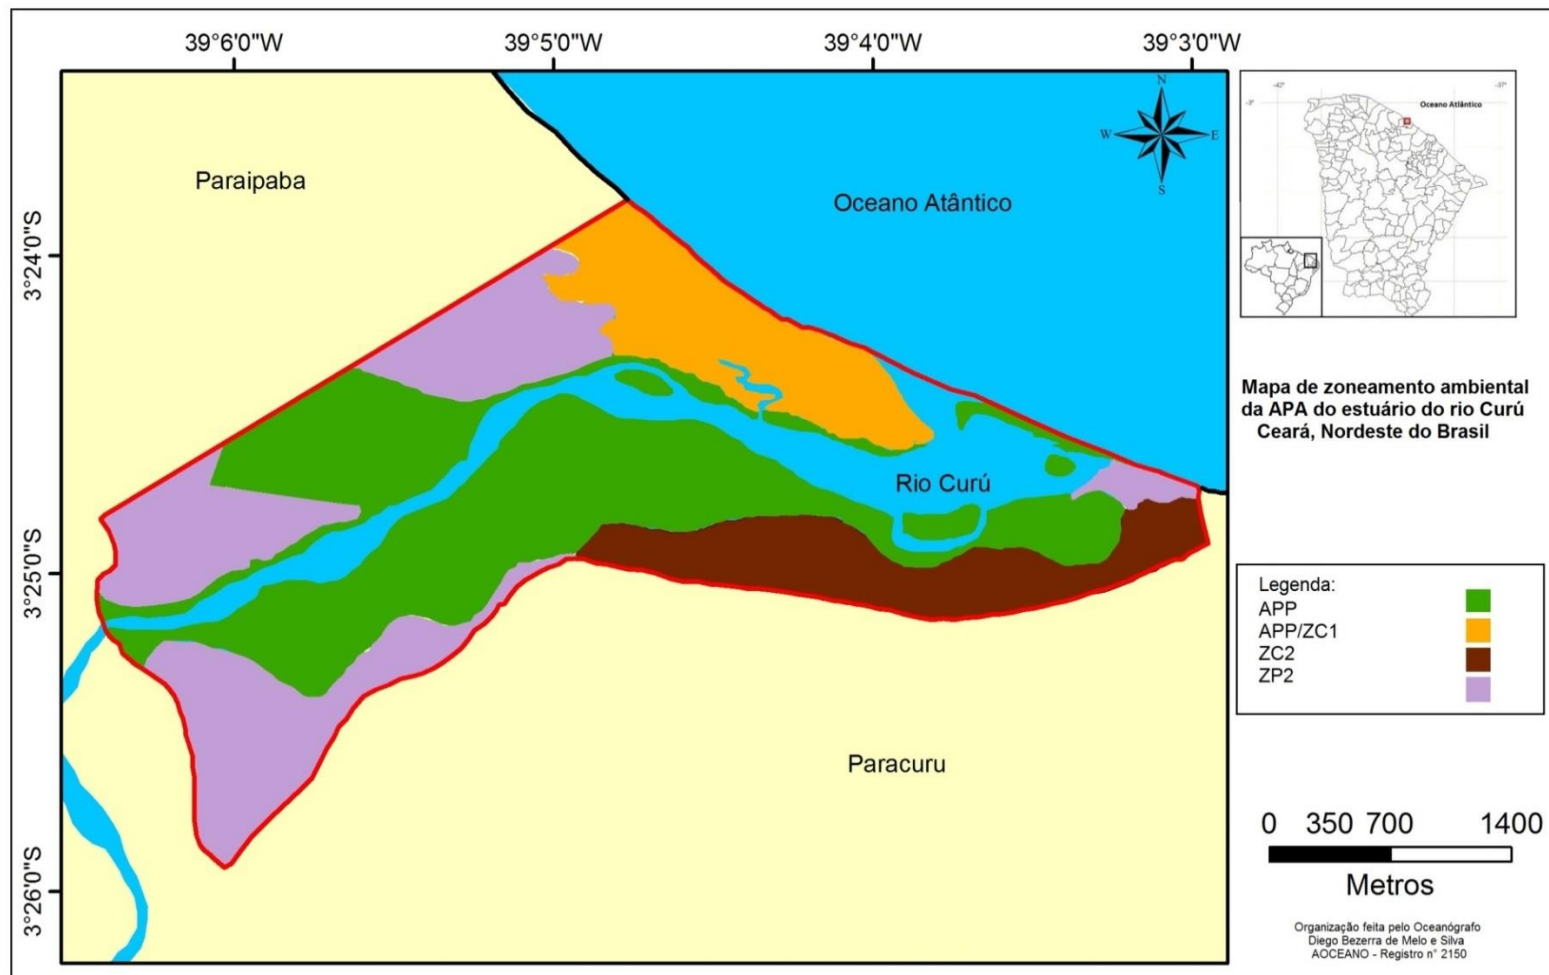 39°6'0"W 39°5'0"W 39°4'0"W 39°3'0"W
3°24'0"S
3°25'0"S
3°26'0"S
Paraipaba
Oceano Atântico
N
W
E
S
Rio Curú
Paracuru
-42°
-37°
-3°
Oceano Atlântico
Mapa de zoneamento ambiental
da APA do estuário do rio Curú
Ceará, Nordeste do Brasil
Legenda:
APP
APP/ZC1
ZC2
ZP2
0 350 700 1400
Metros
Organização feita pelo Oceanógrafo
Diego Bezerra de Melo e Silva
AOCEANO - Registro n° 2150